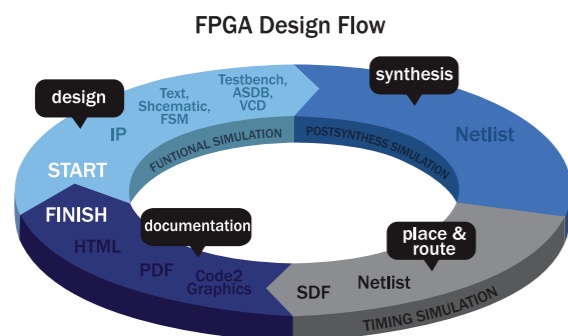 FPGA Design Flow
design
synthesis
Testbench,
ASDB,
VCD
Text,
Shcematic,
FSM
IP
Netlist
FUNTIONAL SIMULATION
POSTSYNTHESS SIMULATION
START
FINISH
documentation
place &
route
HTML
PDF
Code2
Graphics
SDF
Netlist
TIMING SIMULATION